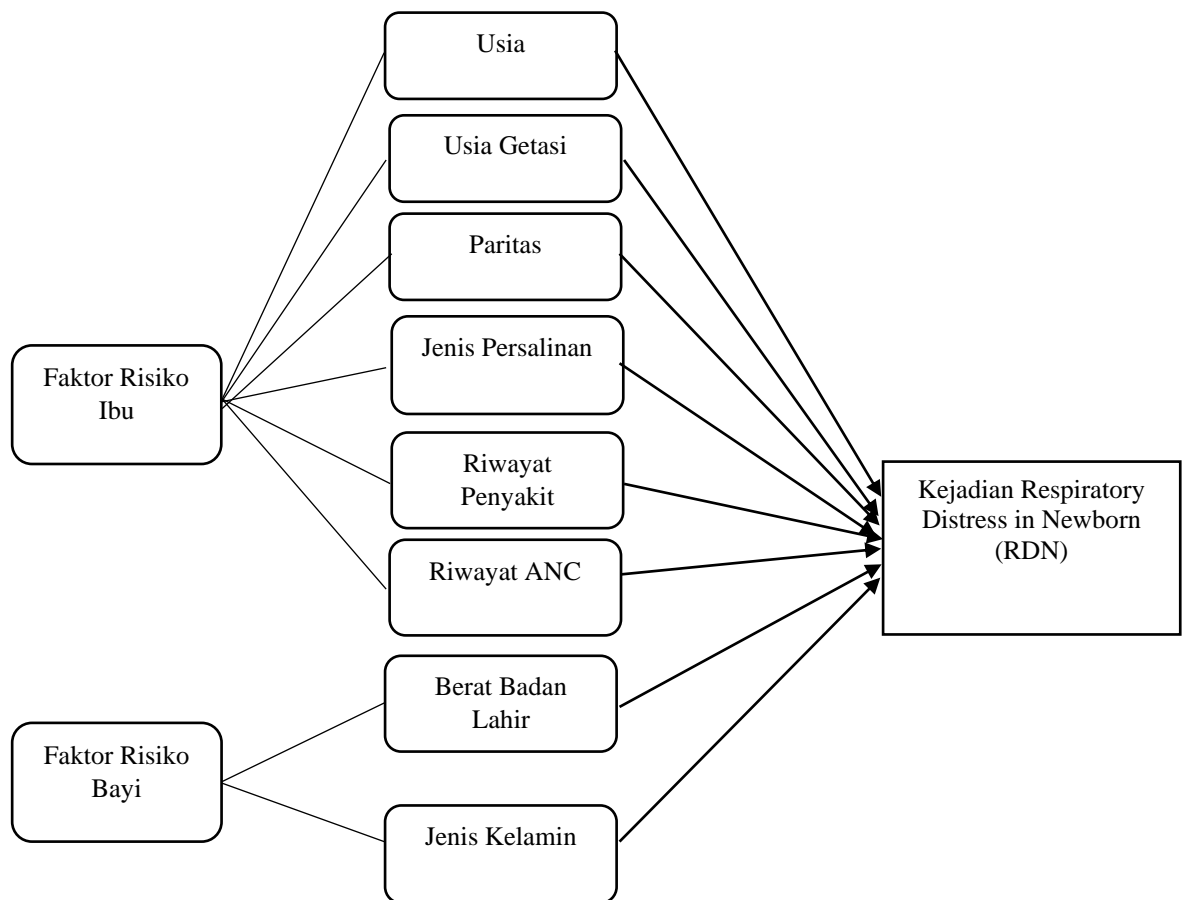 Usia
Usia Getasi
Paritas
Jenis Persalinan
Faktor Risiko
Ibu
Riwayat
Penyakit
Riwayat ANC
Kejadian Respiratory
Distress in Newborn
(RDN)
Berat Badan
Lahir
Faktor Risiko
Bayi
Jenis Kelamin